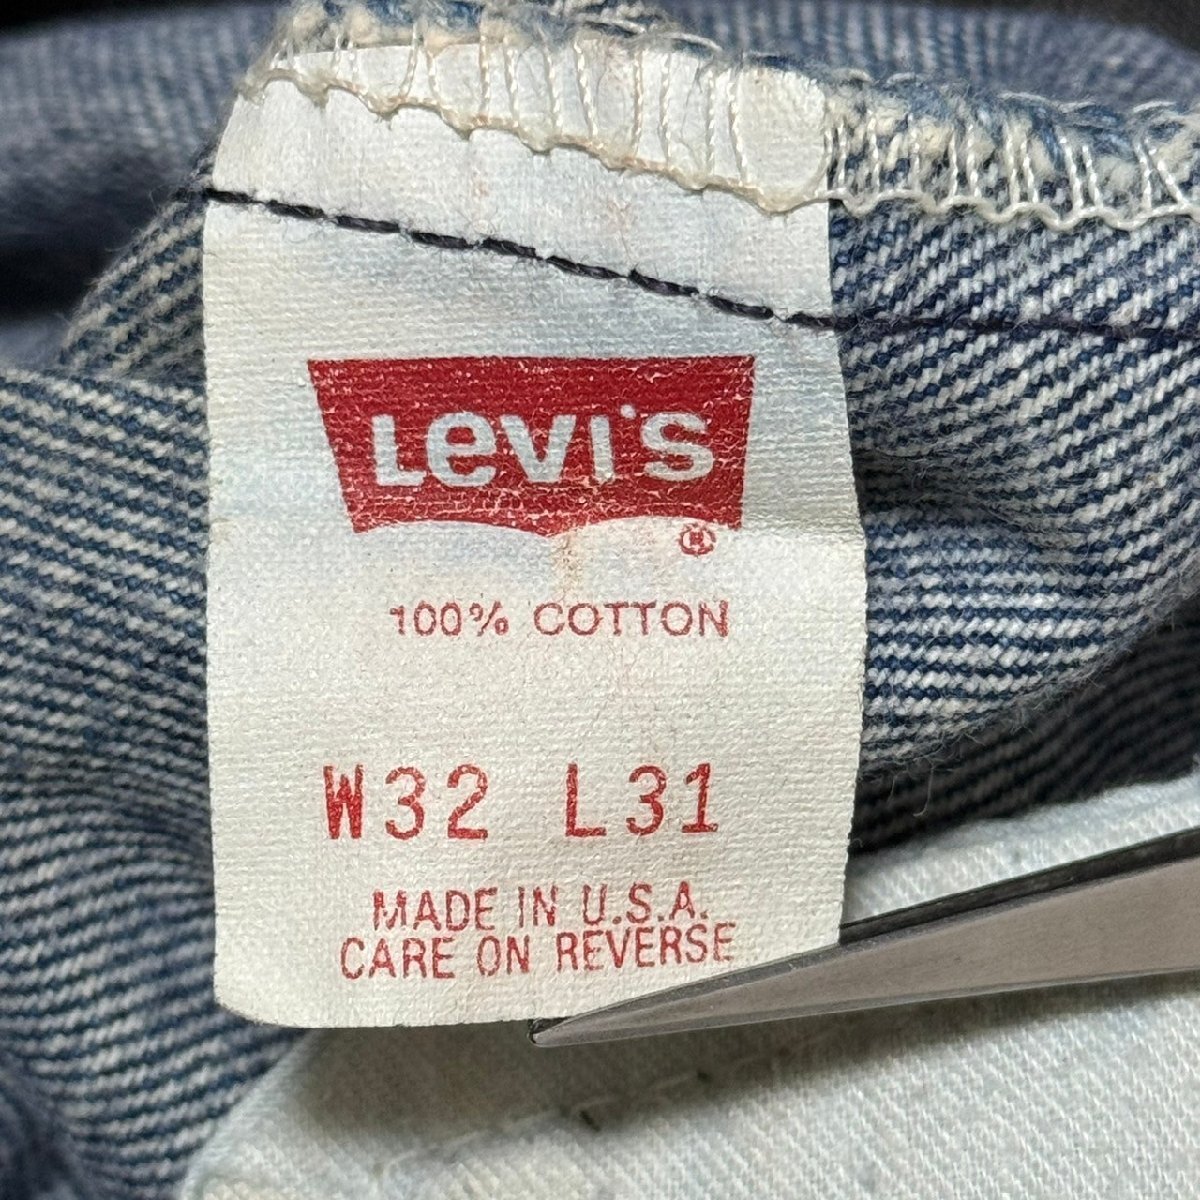 Levi's
®
100% COTTON
W32 L31
MADE IN U.S.A.
CARE ON REVERSE